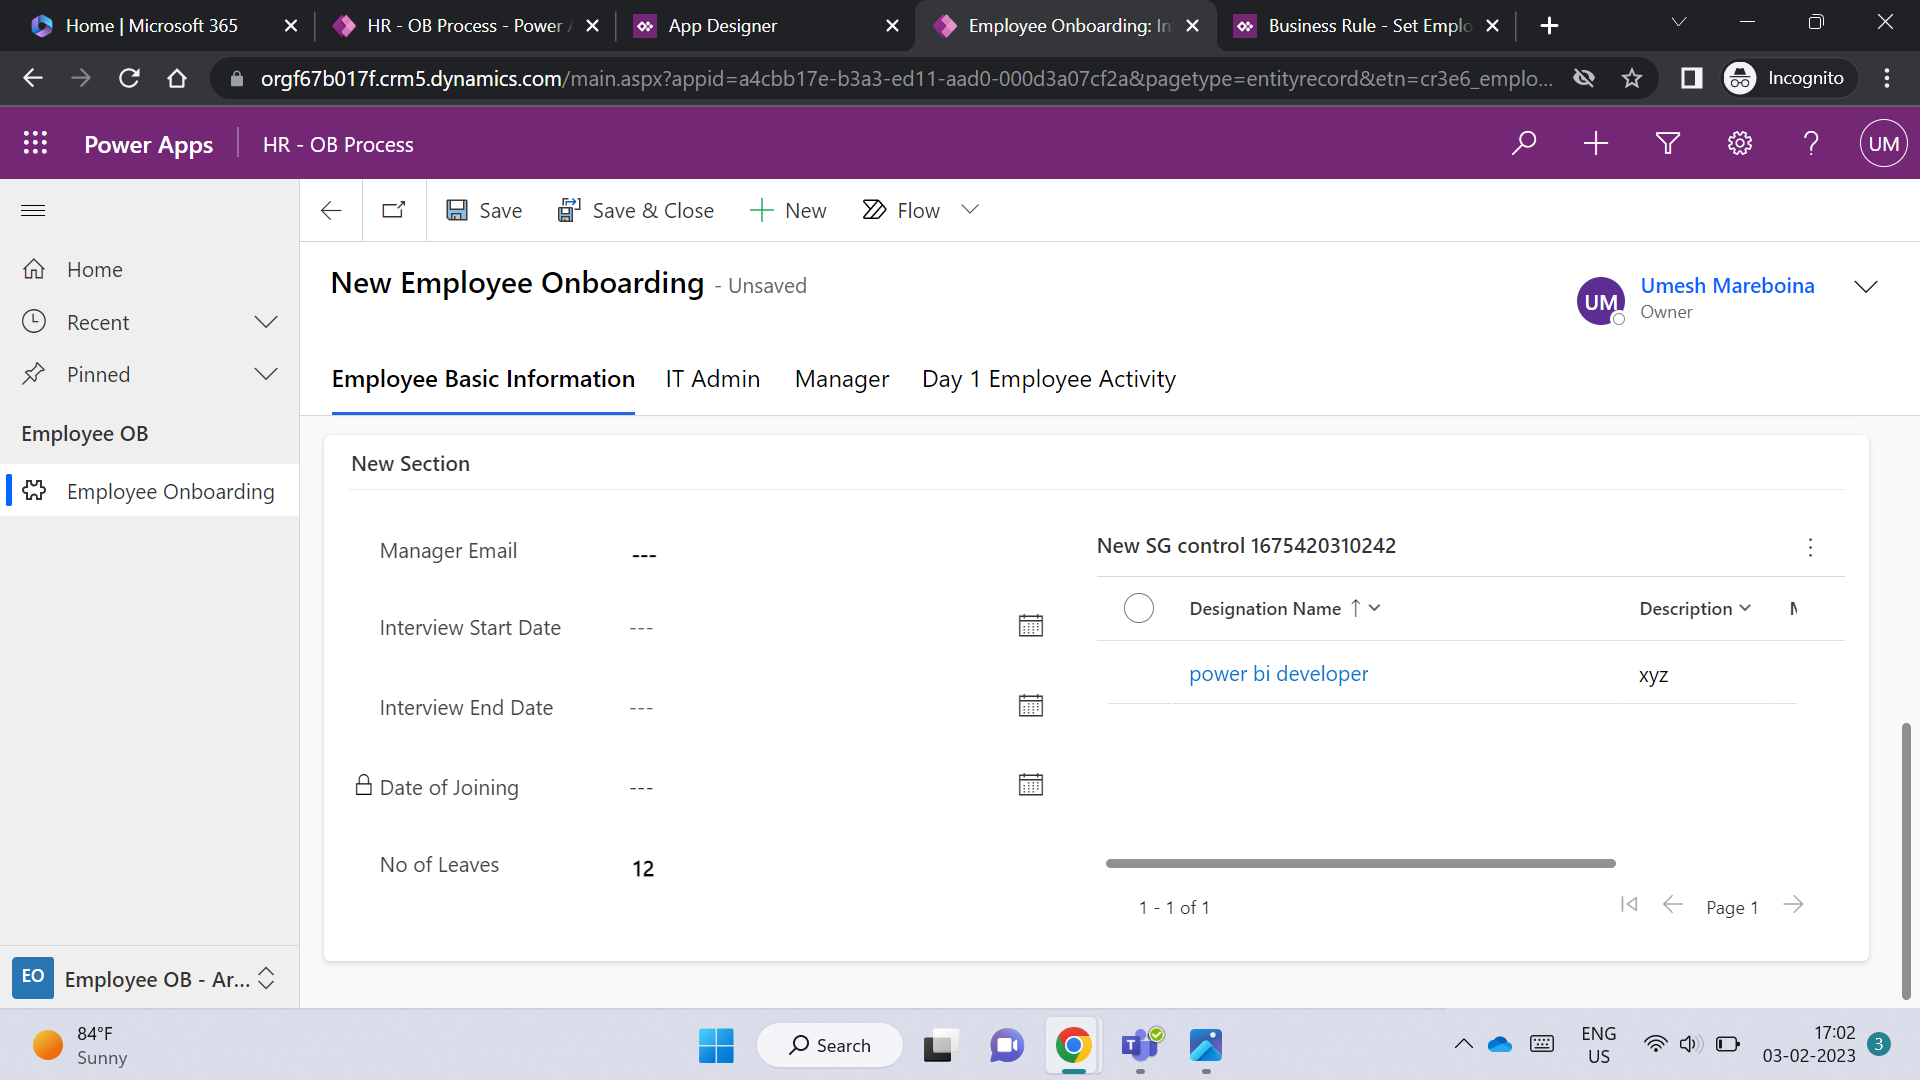 Home | Microsoft 365
HR - OB Process - Power A
App Designer
Employee Onboarding: In
Business Rule - Set Emplo
orgf67b017f.crm5.dynamics.com/main.aspx?appid=a4cbb17e-b3a3-ed11-aad0-000d3a07cf2a&pagetype=entityrecord&etn=cr3e6_emplo...
Incognito
Power Apps
HR - OB Process
UM
Save
Save & Close
New
Flow
Home
Recent
Pinned
Employee OB
Employee Onboarding
New Employee Onboarding - Unsaved
UM
Umesh Mareboina
Owner
Employee Basic Information
IT Admin
Manager
Day 1 Employee Activity
New Section
Manager Email
---
Interview Start Date
---
Interview End Date
---
Date of Joining
---
No of Leaves
12
New SG control 1675420310242
Designation Name
Description
power bi developer
xyz
1 - 1 of 1
Page 1
EO
Employee OB - Ar...
84°F
Sunny
Search
T
ENG
US
17:02
03-02-2023
3